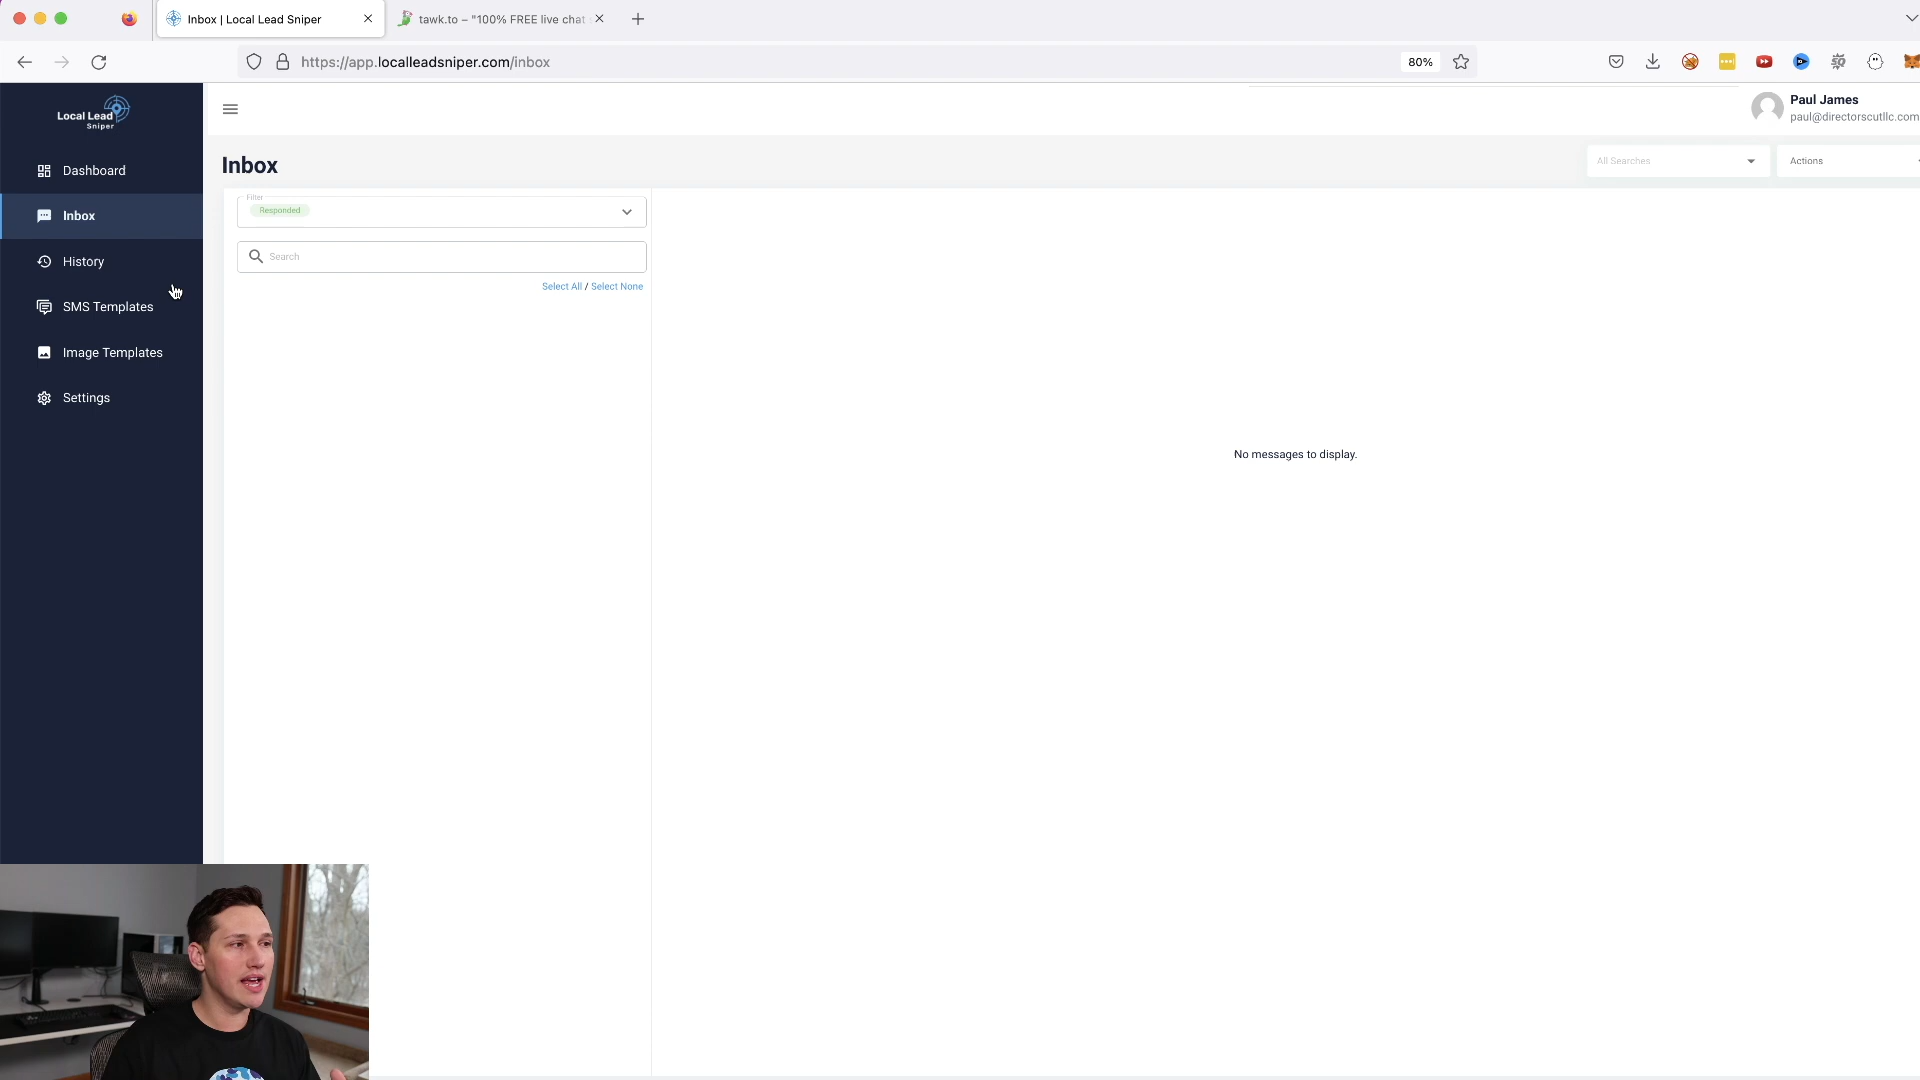 Inbox | Local Lead Sniper
tawk.to – "100% FREE live chat
https://app.localleadsniper.com/inbox
80%
Local Lead
Sniper
Paul James
paul@directorscutllc.com
Dashboard
Inbox
History
SMS Templates
Image Templates
Settings
Inbox
All Searches
Actions
Filter
Responded
Search
Select All / Select None
No messages to display.